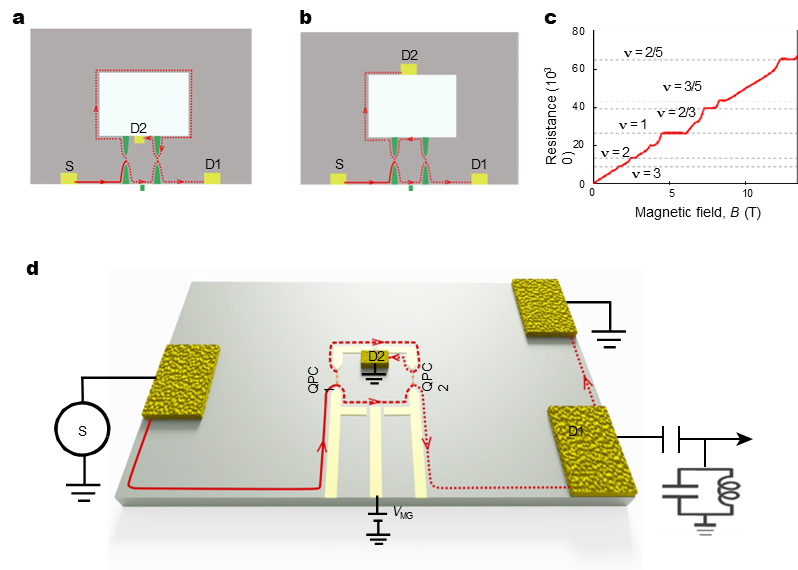 a
D2
S
D1
b
D2
S
D1
c
Resistance (10³
0)
80
60
40
20
0
ν = 2/5
ν = 3/5
ν = 2/3
ν = 1
ν = 2
ν = 3
0
5
10
Magnetic field, B (T)
d
S
QPC
1
D2
QPC
2
D1
V_MG